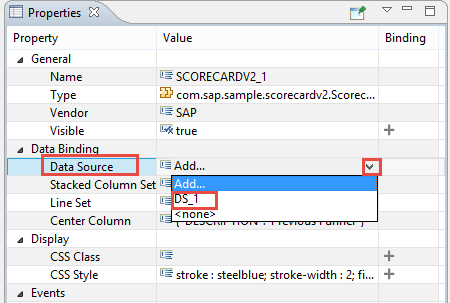 Properties
Property Value Binding
General
Name SCORECARDV2_1
Type com.sap.sample.scorecardv2.Scorec...
Vendor SAP
Visible true
Data Binding
Data Source Add...
Stacked Column Set Add...
Line Set DS_1
<none>
Center Column
Display
CSS Class
CSS Style stroke : steelblue; stroke-width : 2; fi...
Events